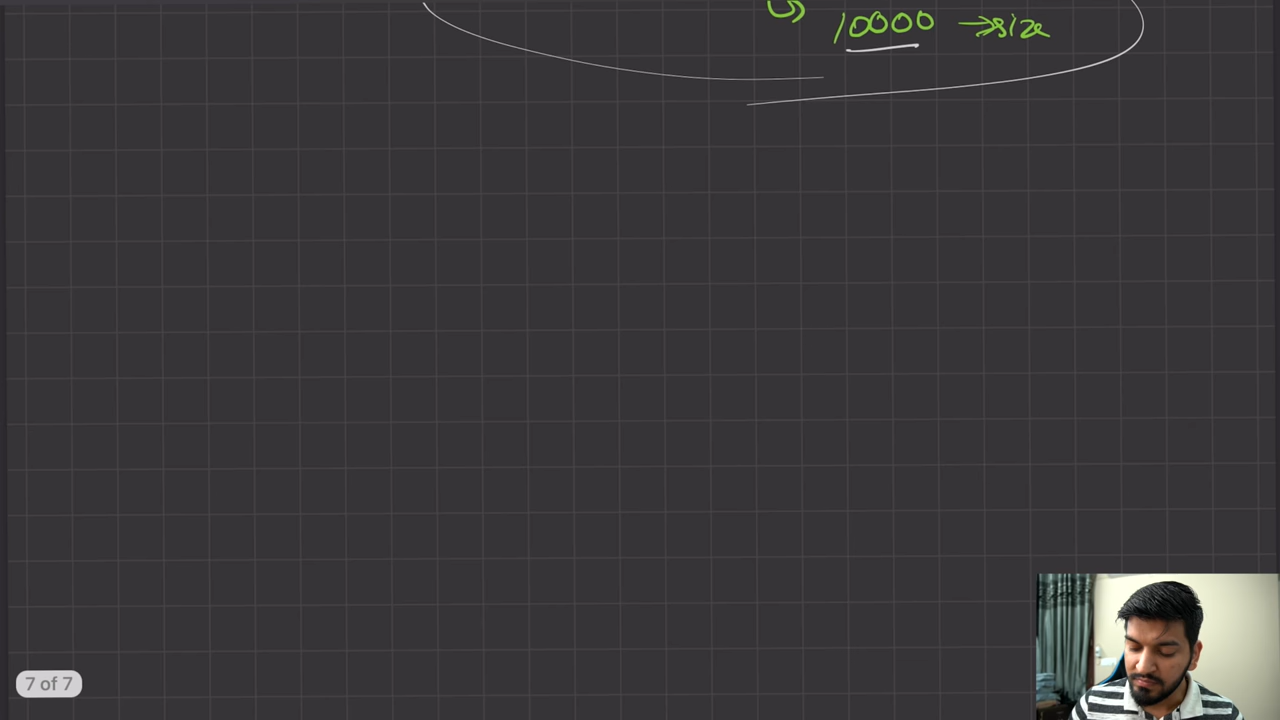 ↳ 10000 → size
7 of 7